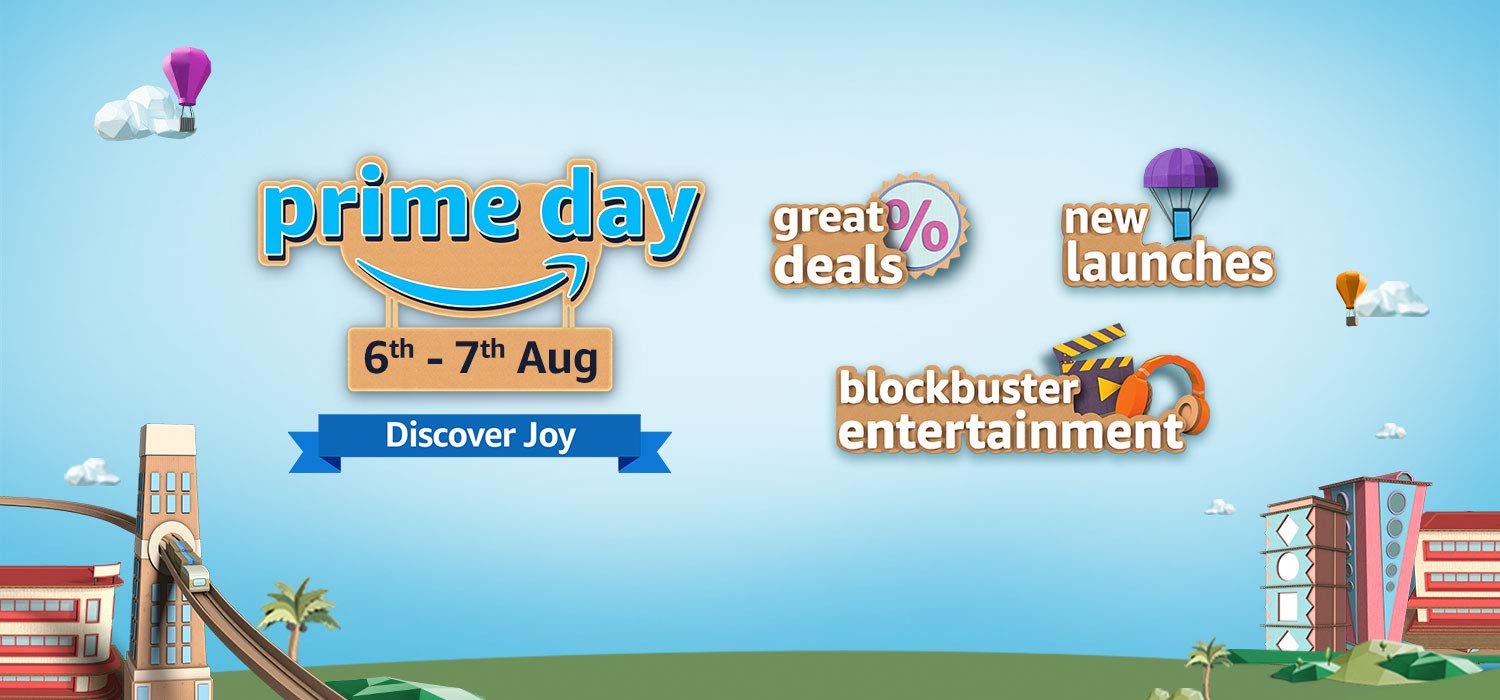 prime day
6th - 7th Aug
Discover Joy
great %
deals
new
launches
blockbuster
entertainment